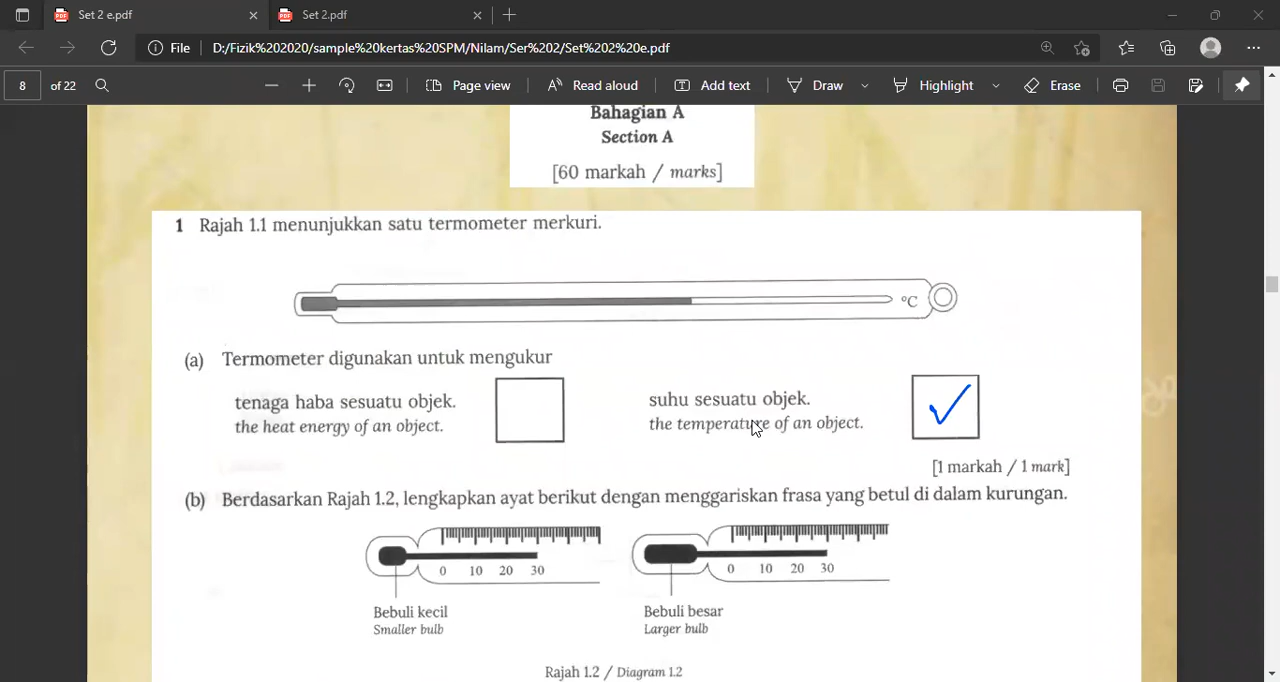 Set 2 e.pdf
Set 2.pdf
File D:/Fizik%202020/sample%20kertas%20SPM/Nilam/Ser%202/Set%202%20e.pdf
8 of 22 Page view Read aloud Add text Draw Highlight Erase
Bahagian A
Section A
[60 markah / marks]
1 Rajah 1.1 menunjukkan satu termometer merkuri.
°C
(a) Termometer digunakan untuk mengukur
tenaga haba sesuatu objek.
the heat energy of an object.
suhu sesuatu objek.
the temperature of an object.
[1 markah / 1 mark]
(b) Berdasarkan Rajah 1.2, lengkapkan ayat berikut dengan menggariskan frasa yang betul di dalam kurungan.
0 10 20 30
Bebuli kecil
Smaller bulb
0 10 20 30
Bebuli besar
Larger bulb
Rajah 1.2 / Diagram 1.2